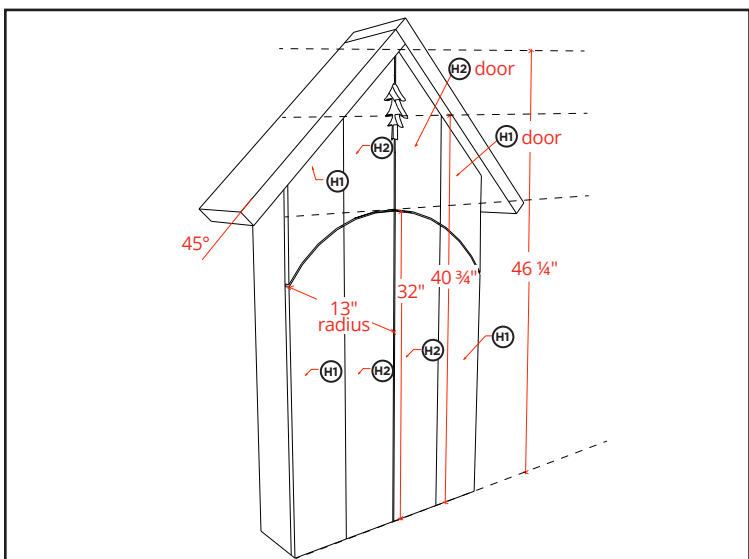 H2 door
H1 door
H2
H1
45°
13"
radius
32"
40 ¾"
46 ¼"
H1
H2
H2
H1